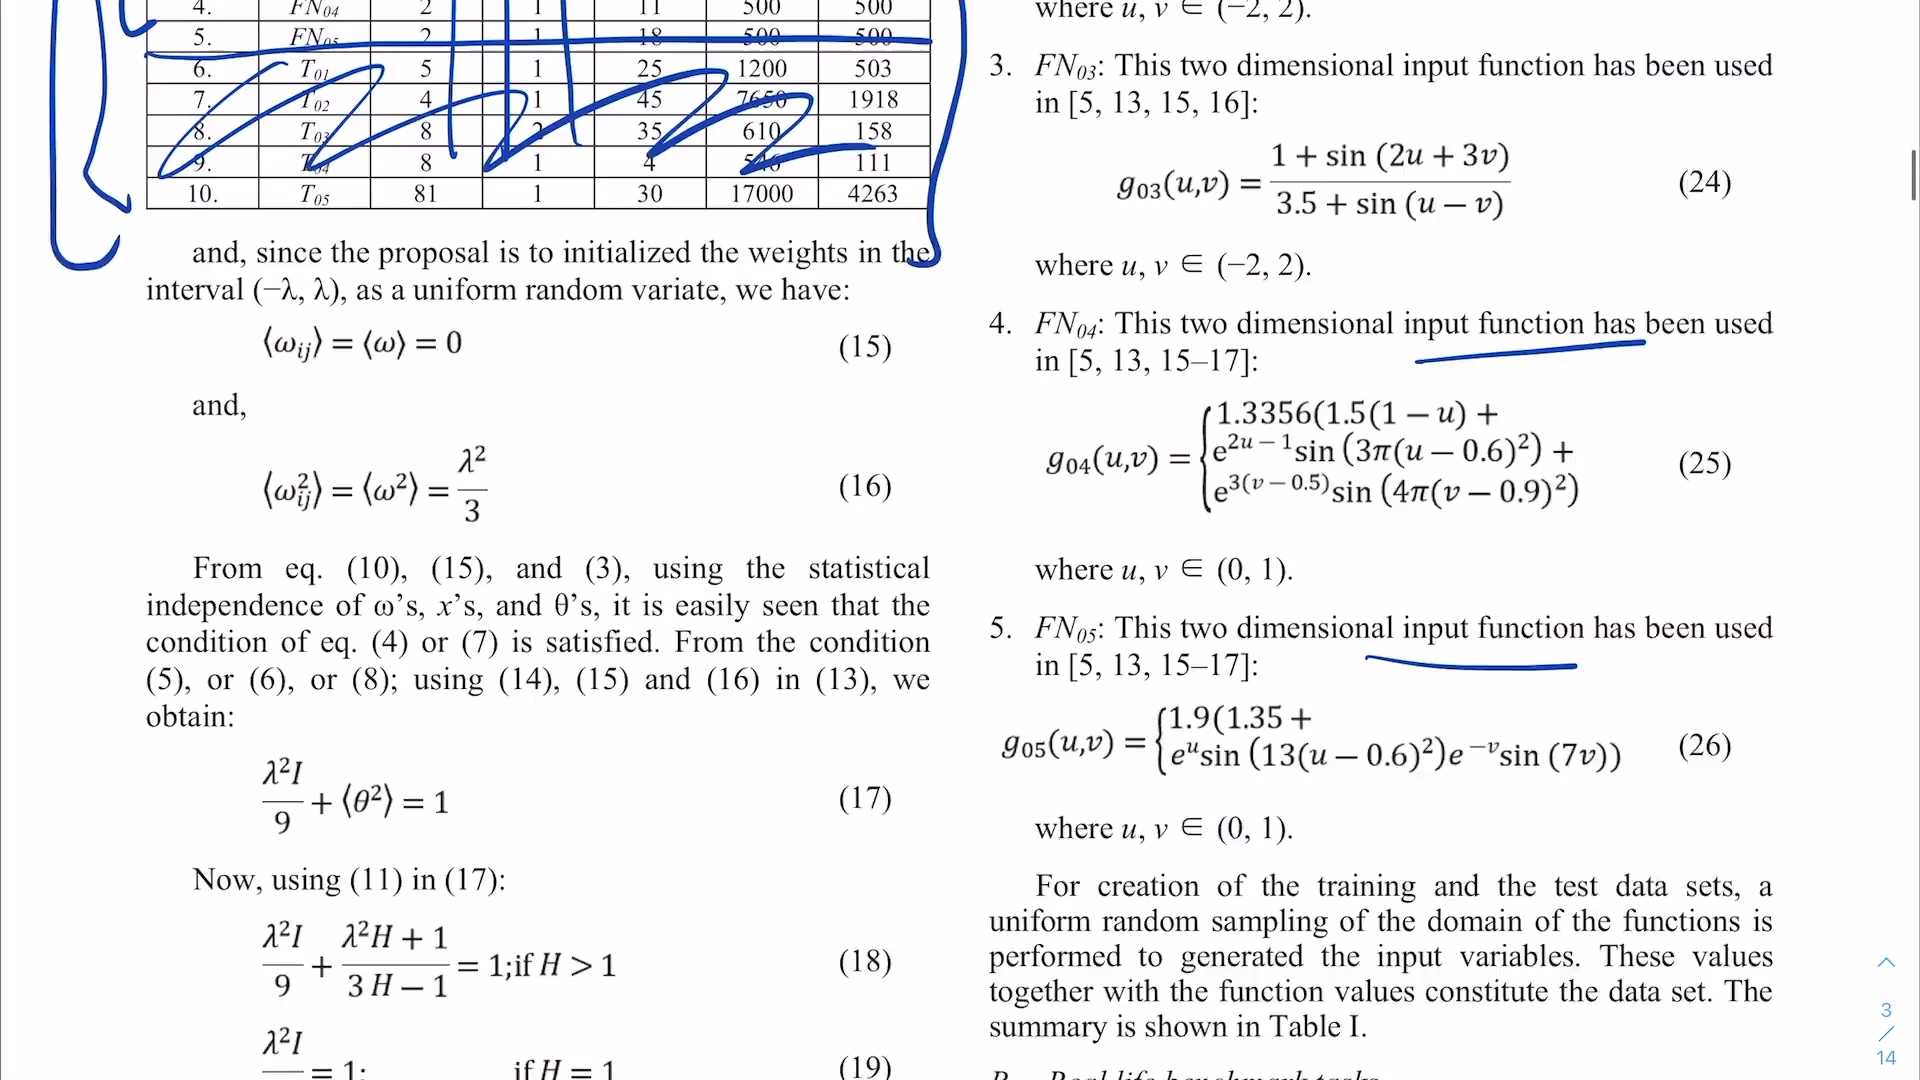 4. FN04 2 1 11 500 500
5. FN05 2 1 18 500 500
6. T01 5 1 25 1200 503
7. T02 4 1 45 7650 1918
8. T03 8 2 35 610 158
9. T04 8 1 4 546 111
10. T05 81 1 30 17000 4263
and, since the proposal is to initialized the weights in the
interval (−λ, λ), as a uniform random variate, we have:
⟨ωij⟩ = ⟨ω⟩ = 0 (15)
and,
⟨ω²ij⟩ = ⟨ω²⟩ = λ²/3 (16)
From eq. (10), (15), and (3), using the statistical
independence of ω’s, x’s, and θ’s, it is easily seen that the
condition of eq. (4) or (7) is satisfied. From the condition
(5), or (6), or (8); using (14), (15) and (16) in (13), we
obtain:
λ²I/9 + ⟨θ²⟩ = 1 (17)
Now, using (11) in (17):
λ²I/9 + λ²/3 H + 1/H − 1 = 1;if H > 1 (18)
λ²I
— = 1; if H = 1 (19)
where u, v ∈ (−2, 2).
3. FN03: This two dimensional input function has been used
in [5, 13, 15, 16]:
g03(u,v) = 1 + sin (2u + 3v) / 3.5 + sin (u − v) (24)
where u, v ∈ (−2, 2).
4. FN04: This two dimensional input function has been used
in [5, 13, 15–17]:
g04(u,v) = { 1.3356(1.5(1 − u) +
e^2u − 1 sin (3π(u − 0.6)²) + (25)
e^3(v − 0.5) sin (4π(v − 0.9)²)
where u, v ∈ (0, 1).
5. FN05: This two dimensional input function has been used
in [5, 13, 15–17]:
g05(u,v) = { 1.9(1.35 +
e^u sin (13(u − 0.6)²)e^−v sin (7v)) (26)
where u, v ∈ (0, 1).
For creation of the training and the test data sets, a
uniform random sampling of the domain of the functions is
performed to generated the input variables. These values
together with the function values constitute the data set. The
summary is shown in Table I.
B. Real life benchmark tasks
3
/
14